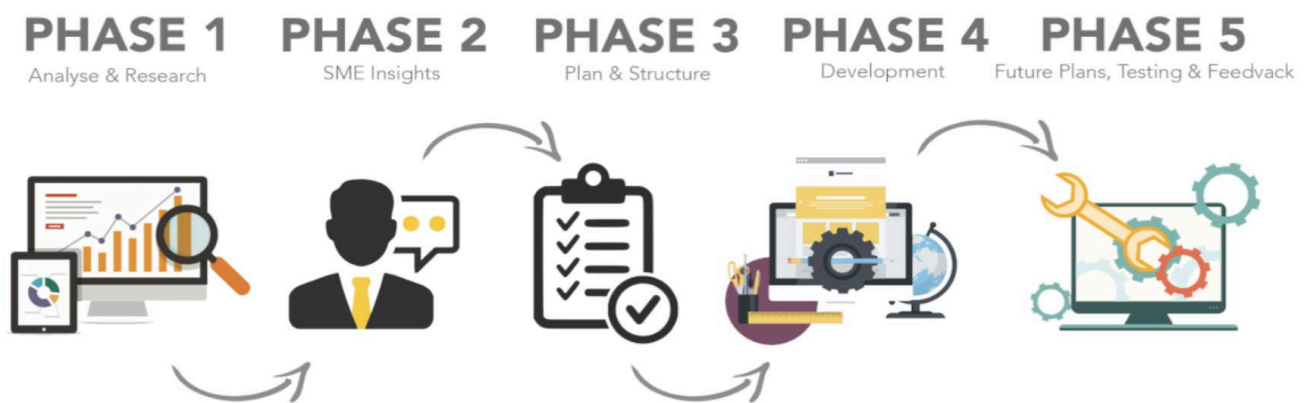 PHASE 1
Analyse & Research
PHASE 2
SME Insights
PHASE 3
Plan & Structure
PHASE 4
Development
PHASE 5
Future Plans, Testing & Feedvack